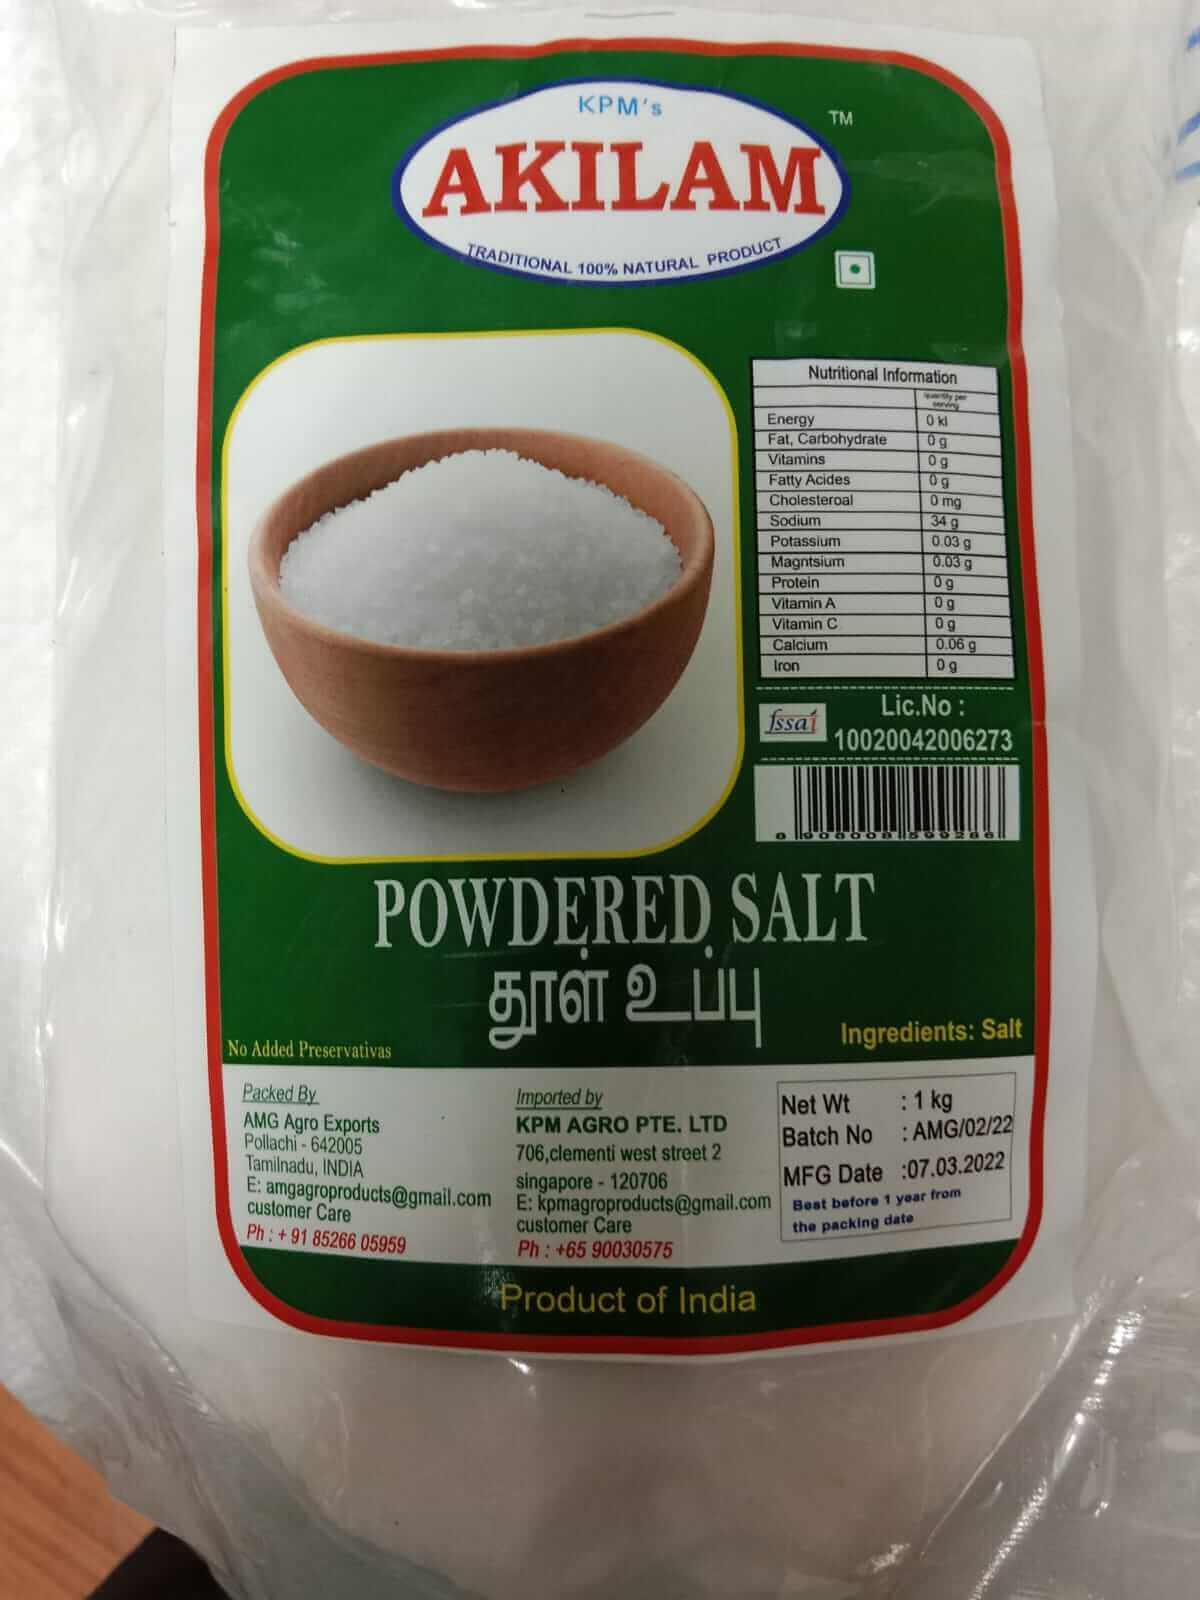 KPM's
AKILAM
TM
TRADITIONAL 100% NATURAL PRODUCT
Nutritional Information
quantity per
serving
Energy 0 kl
Fat, Carbohydrate 0 g
Vitamins 0 g
Fatty Acides 0 g
Cholesteroal 0 mg
Sodium 34 g
Potassium 0.03 g
Magntsium 0.03 g
Protein 0 g
Vitamin A 0 g
Vitamin C 0 g
Calcium 0.06 g
Iron 0 g
fssai
Lic.No :
10020042006273
8 906008 599266
POWDERED SALT
தூள் உப்பு
Ingredients: Salt
No Added Preservativas
Packed By
AMG Agro Exports
Pollachi - 642005
Tamilnadu, INDIA
E: amgagroproducts@gmail.com
customer Care
Ph : + 91 85266 05959
Imported by
KPM AGRO PTE. LTD
706,clementi west street 2
singapore - 120706
E: kpmagroproducts@gmail.com
customer Care
Ph : +65 90030575
Net Wt : 1 kg
Batch No : AMG/02/22
MFG Date :07.03.2022
Best before 1 year from
the packing date
Product of India